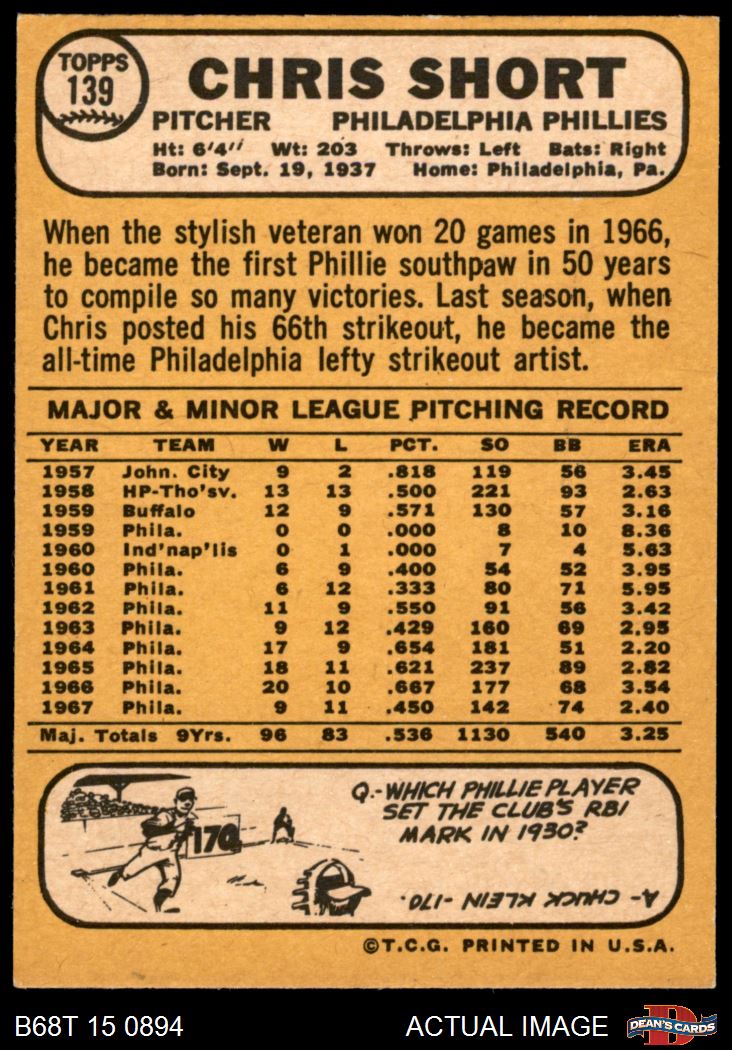 TOPPS
139
CHRIS SHORT
PITCHER PHILADELPHIA PHILLIES
Ht: 6'4" Wt: 203 Throws: Left Bats: Right
Born: Sept. 19, 1937 Home: Philadelphia, Pa.
When the stylish veteran won 20 games in 1966,
he became the first Phillie southpaw in 50 years
to compile so many victories. Last season, when
Chris posted his 66th strikeout, he became the
all-time Philadelphia lefty strikeout artist.
MAJOR & MINOR LEAGUE PITCHING RECORD
YEAR TEAM W L PCT. SO BB ERA
1957 John. City 9 2 .818 119 56 3.45
1958 HP-Tho'sv. 13 13 .500 221 93 2.63
1959 Buffalo 12 9 .571 130 57 3.16
1959 Phila. 0 0 .000 8 10 8.36
1960 Ind'nap'lis 0 1 .000 7 4 5.63
1960 Phila. 6 9 .400 54 52 3.95
1961 Phila. 6 12 .333 80 71 5.95
1962 Phila. 11 9 .550 91 56 3.42
1963 Phila. 9 12 .429 160 69 2.95
1964 Phila. 17 9 .654 181 51 2.20
1965 Phila. 18 11 .621 237 89 2.82
1966 Phila. 20 10 .667 177 68 3.54
1967 Phila. 9 11 .450 142 74 2.40
Maj. Totals 9Yrs. 96 83 .536 1130 540 3.25
170
Q.-WHICH PHILLIE PLAYER
SET THE CLUB'S RBI
MARK IN 1930?
A- CHUCK KLEIN -170.
©T.C.G. PRINTED IN U.S.A.
B68T 15 0894 ACTUAL IMAGE
D
DEAN'S CARDS